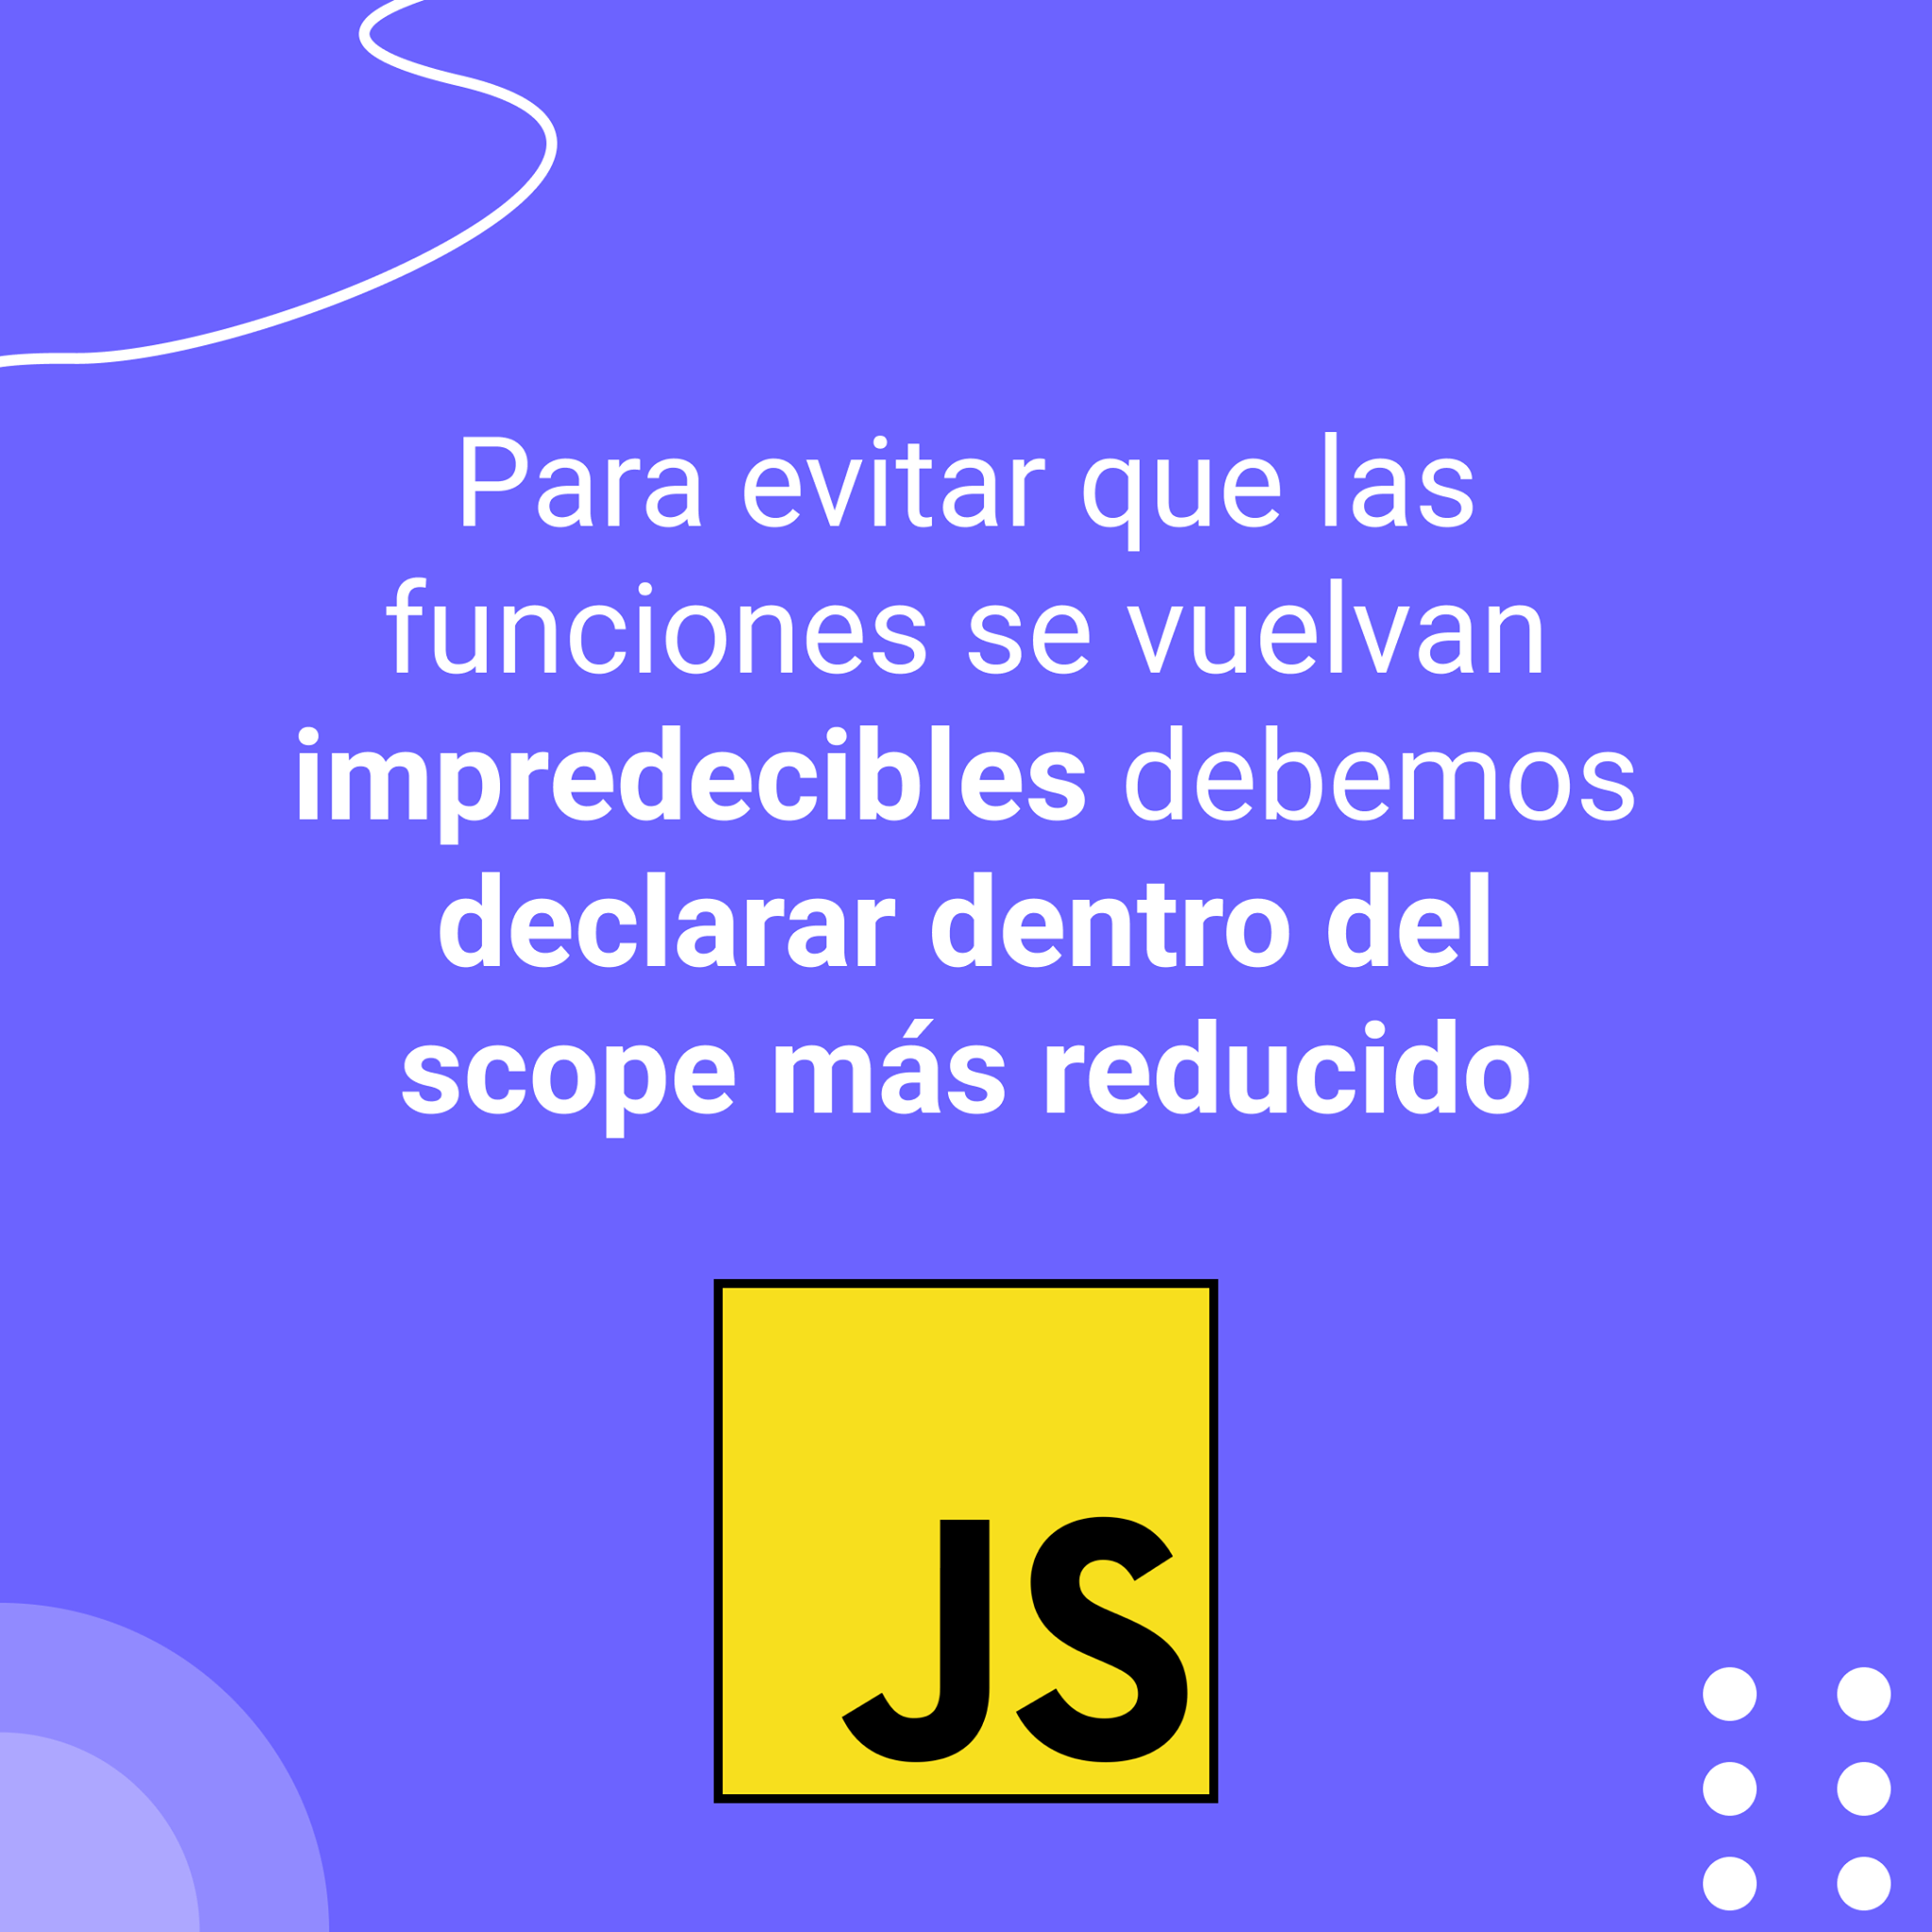 Para evitar que las
funciones se vuelvan
impredecibles debemos
declarar dentro del
scope más reducido
JS